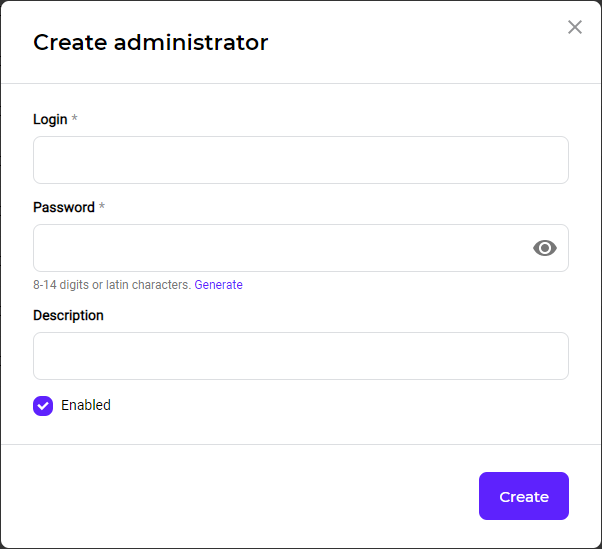 Create administrator
Login *
Password *
8-14 digits or latin characters. Generate
Description
Enabled
Create